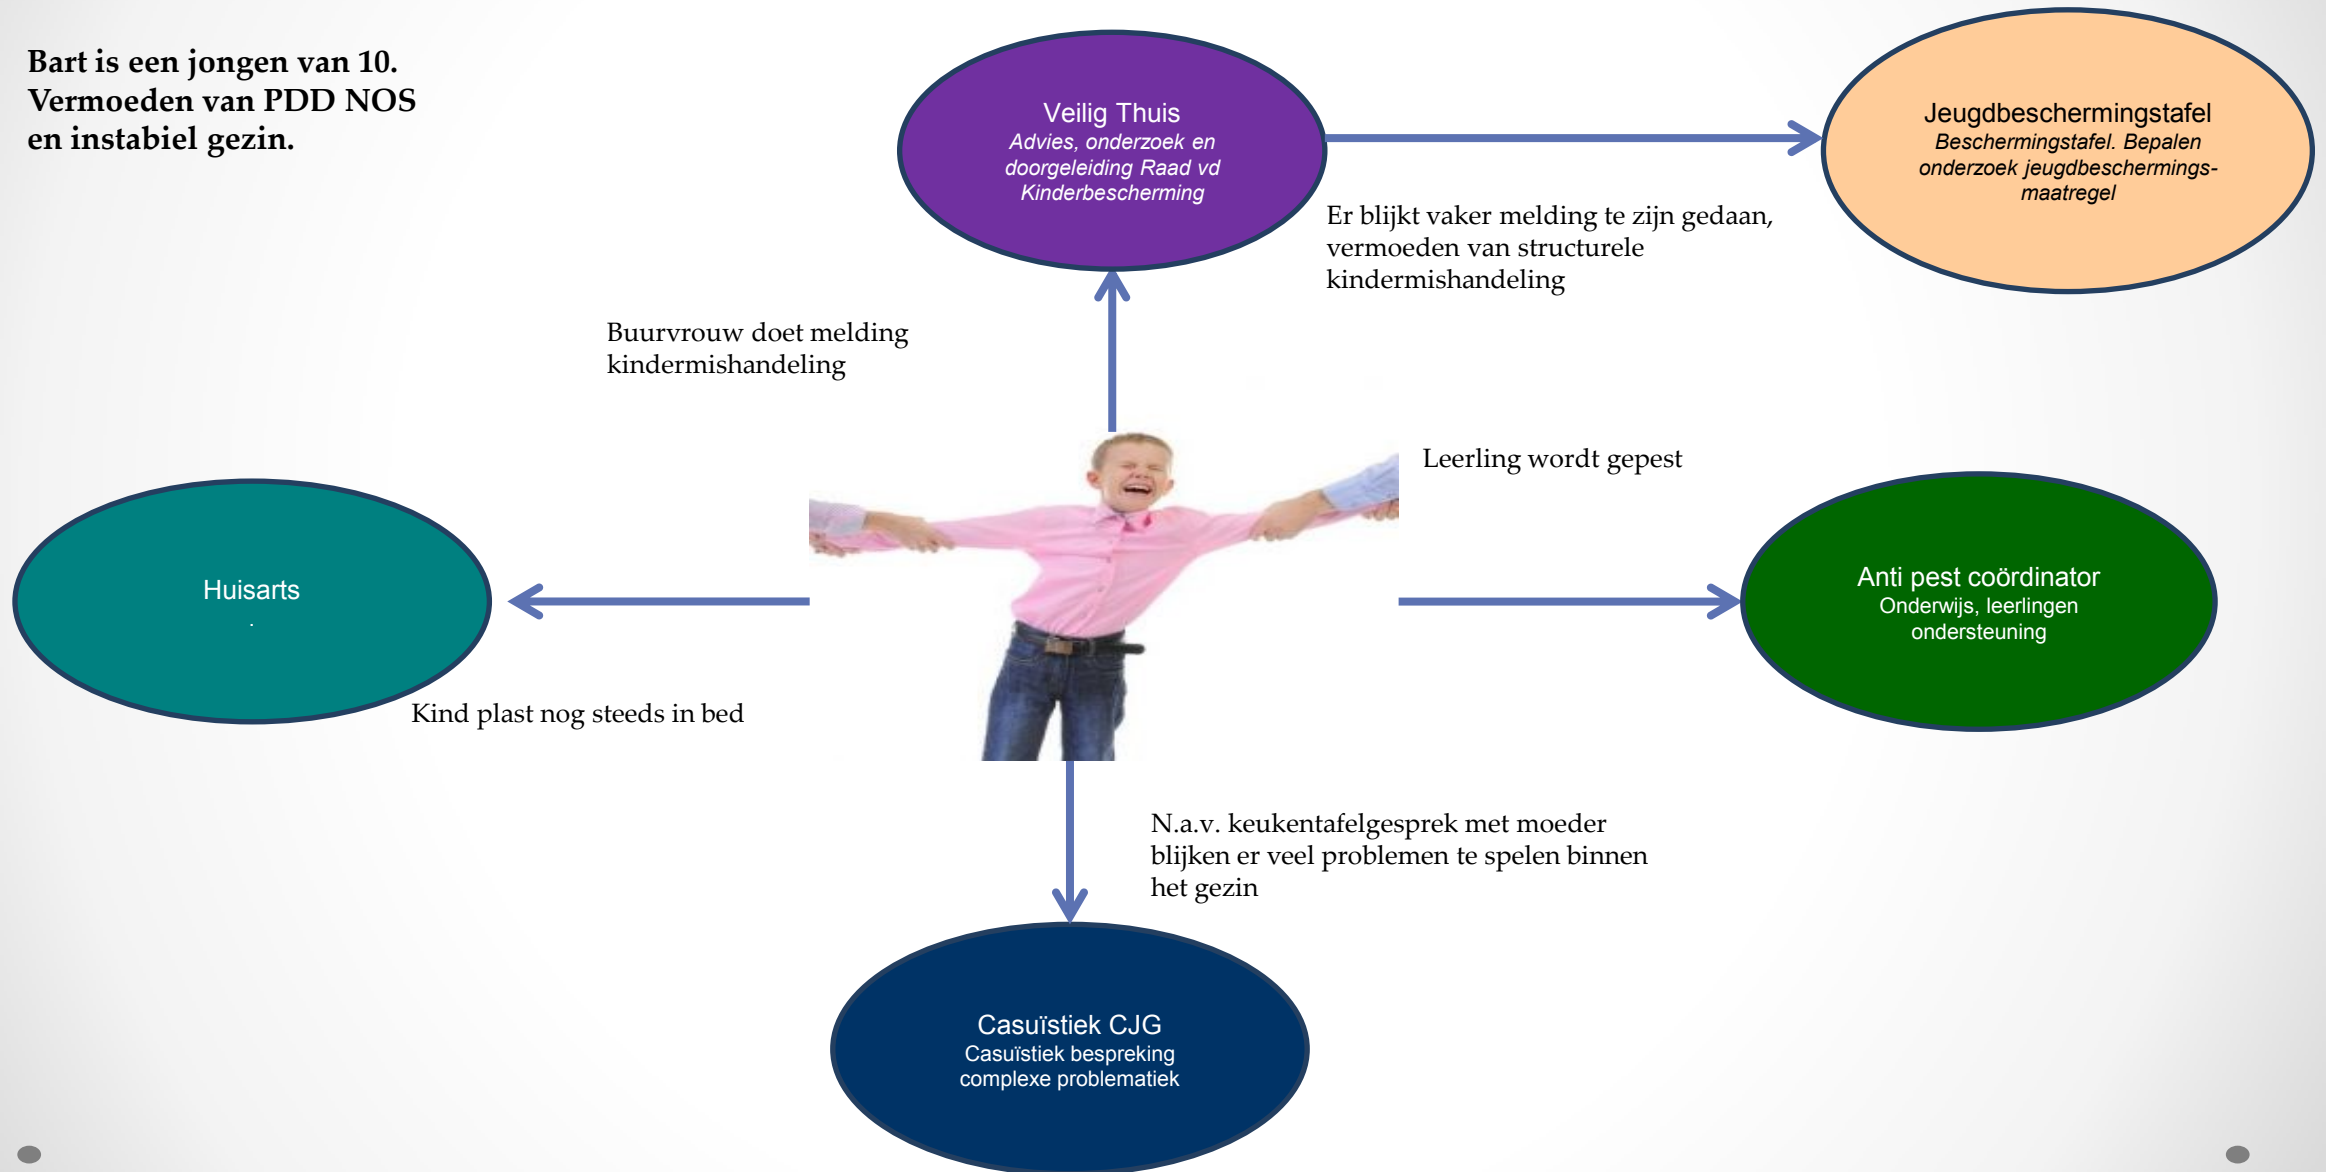 Bart is een jongen van 10.
Vermoeden van PDD NOS
en instabiel gezin.
Veilig Thuis
Advies, onderzoek en
doorgeleiding Raad vd
Kinderbescherming
Jeugdbeschermingstafel
Beschermingstafel. Bepalen
onderzoek jeugdbeschermings-
maatregel
Er blijkt vaker melding te zijn gedaan,
vermoeden van structurele
kindermishandeling
Buurvrouw doet melding
kindermishandeling
Leerling wordt gepest
Huisarts
.
Anti pest coördinator
Onderwijs, leerlingen
ondersteuning
Kind plast nog steeds in bed
N.a.v. keukentafelgesprek met moeder
blijken er veel problemen te spelen binnen
het gezin
Casuïstiek CJG
Casuïstiek bespreking
complexe problematiek